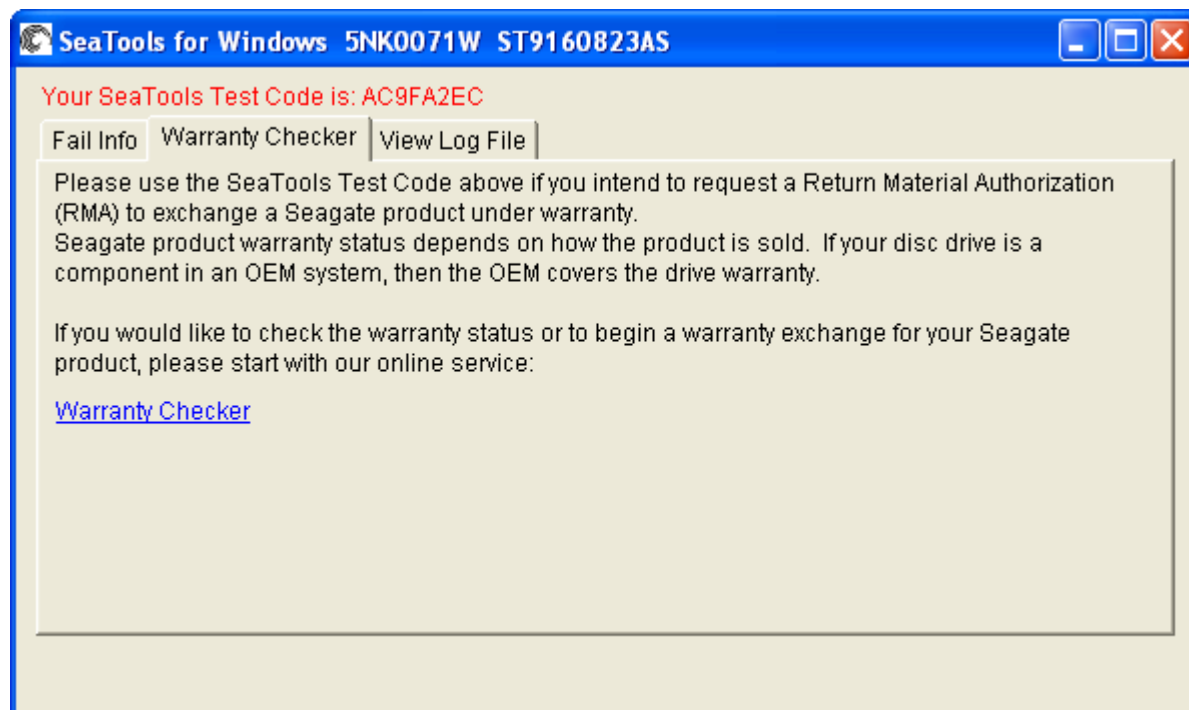 SeaTools for Windows 5NK0071W ST9160823AS
Your SeaTools Test Code is: AC9FA2EC
Fail Info Warranty Checker View Log File
Please use the SeaTools Test Code above if you intend to request a Return Material Authorization
(RMA) to exchange a Seagate product under warranty.
Seagate product warranty status depends on how the product is sold. If your disc drive is a
component in an OEM system, then the OEM covers the drive warranty.
If you would like to check the warranty status or to begin a warranty exchange for your Seagate
product, please start with our online service:
Warranty Checker